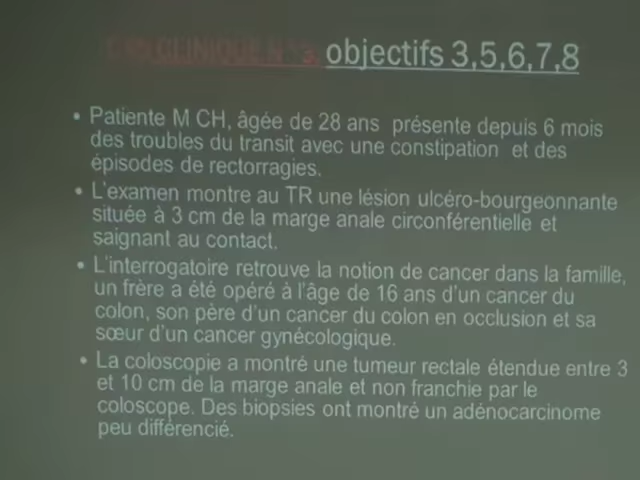 CAS CLINIQUE N°3: objectifs 3,5,6,7,8
• Patiente M CH, âgée de 28 ans présente depuis 6 mois
des troubles du transit avec une constipation et des
épisodes de rectorragies.
• L'examen montre au TR une lésion ulcéro-bourgeonnante
située à 3 cm de la marge anale circonférentielle et
saignant au contact.
• L'interrogatoire retrouve la notion de cancer dans la famille,
un frère a été opéré à l'âge de 16 ans d'un cancer du
colon, son père d'un cancer du colon en occlusion et sa
sœur d'un cancer gynécologique.
• La coloscopie a montré une tumeur rectale étendue entre 3
et 10 cm de la marge anale et non franchie par le
coloscope. Des biopsies ont montré un adénocarcinome
peu différencié.